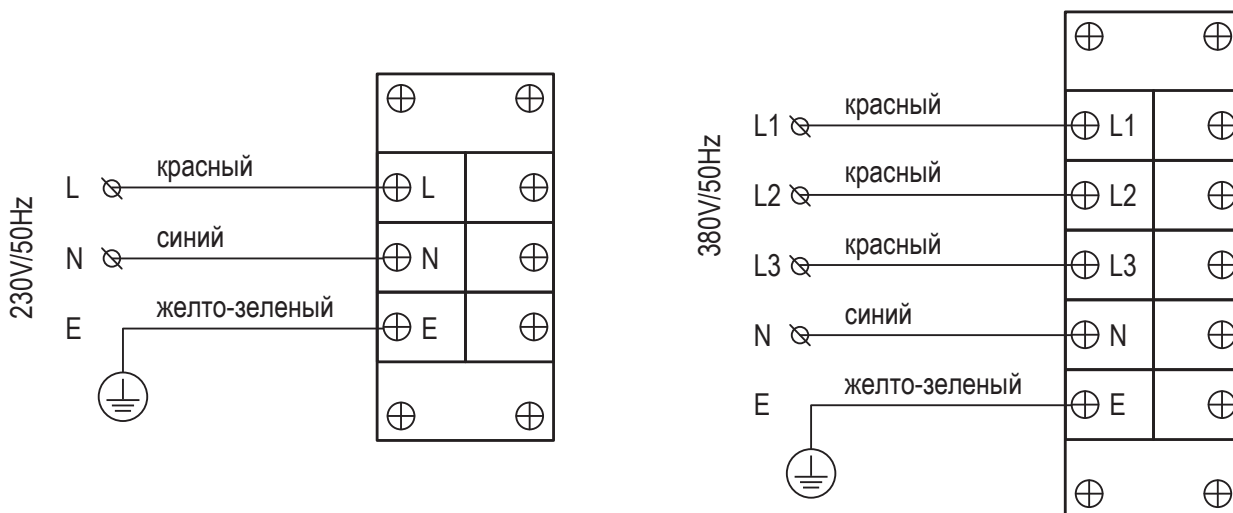 230V/50Hz
L красный L
N синий N
E желто-зеленый E
380V/50Hz
L1 красный L1
L2 красный L2
L3 красный L3
N синий N
E желто-зеленый E